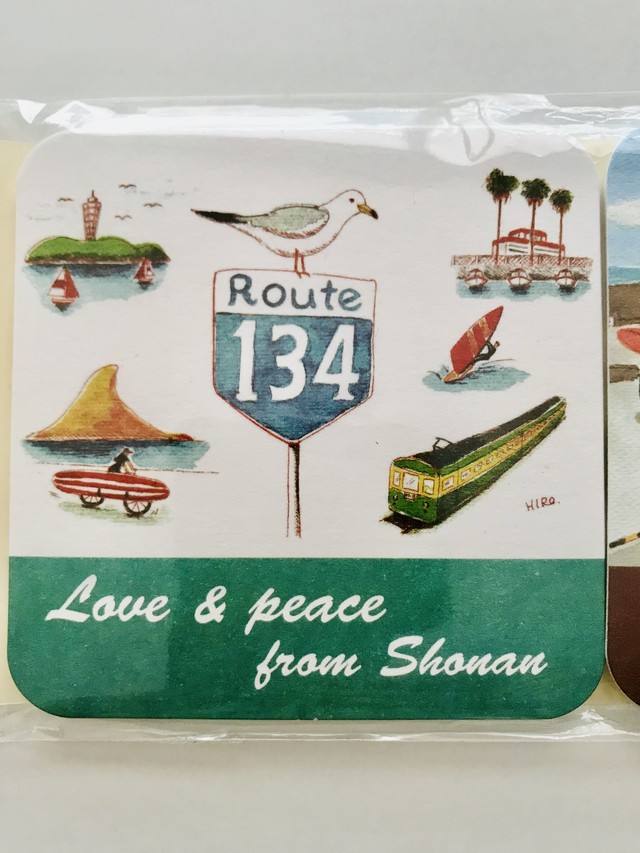 Route
134
HIRO.
Love & peace
from Shonan